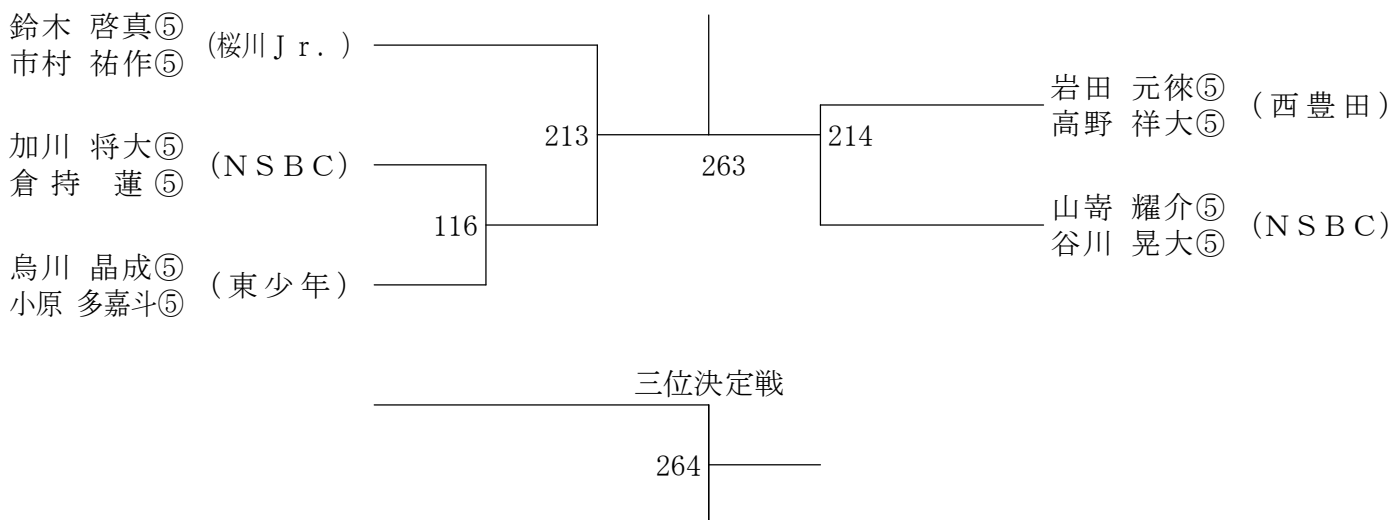 鈴木 啓真⑤
市村 祐作⑤
(桜川Ｊｒ．)
加川 将大⑤
倉持 蓮⑤
(ＮＳＢＣ)
烏川 晶成⑤
小原 多嘉斗⑤
(東少年)
116
213
263
214
岩田 元徠⑤
高野 祥大⑤
(西豊田)
山嵜 耀介⑤
谷川 晃大⑤
(ＮＳＢＣ)
三位決定戦
264